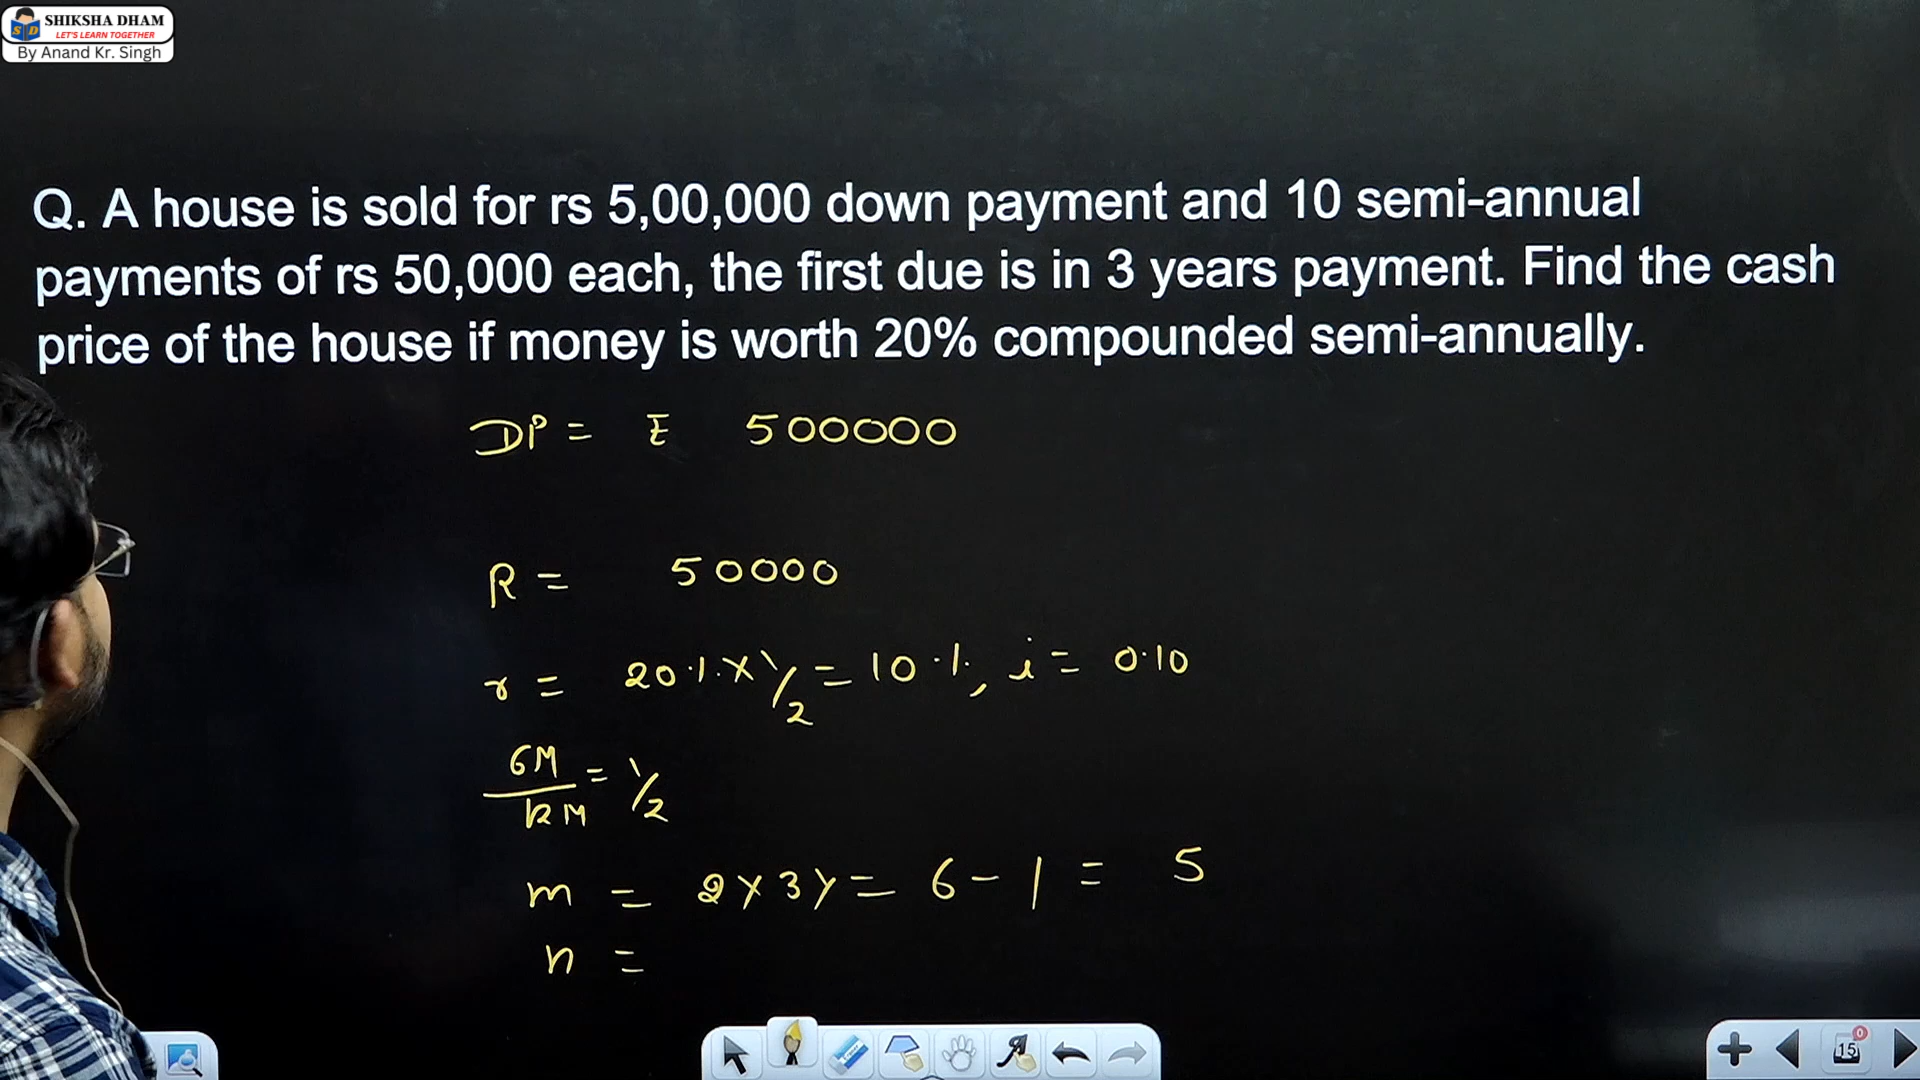 SHIKSHA DHAM
LET'S LEARN TOGETHER
By Anand Kr. Singh
Q. A house is sold for rs 5,00,000 down payment and 10 semi-annual
payments of rs 50,000 each, the first due is in 3 years payment. Find the cash
price of the house if money is worth 20% compounded semi-annually.
DP = ₹ 500000
R = 50000
r = 20% × 1/2 = 10%, i = 0.10
6M/12M = 1/2
m = 2 × 3y = 6 - 1 = 5
n =
15
0